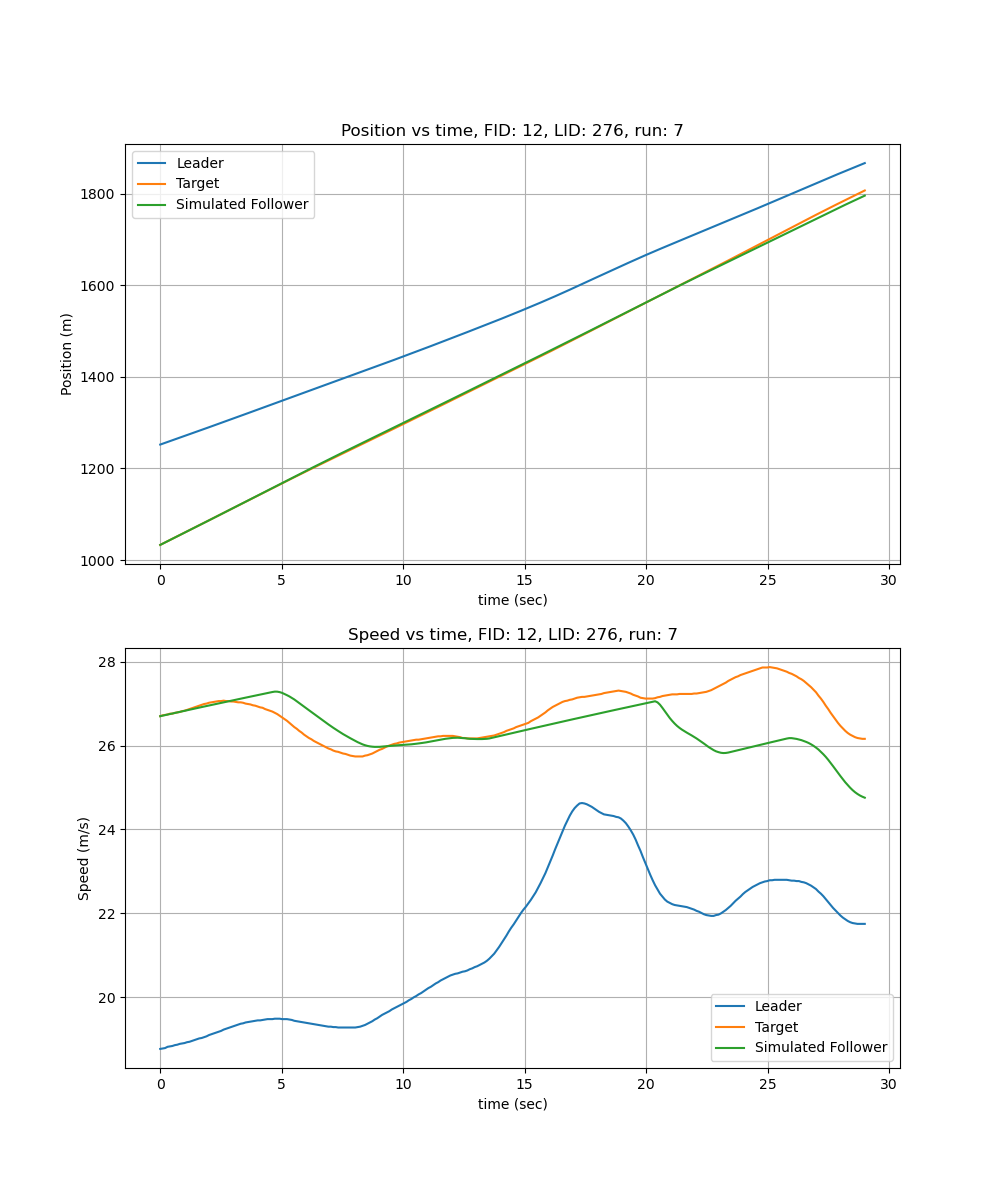 Position vs time, FID: 12, LID: 276, run: 7
Leader
Target
Simulated Follower
1800
1600
1400
1200
1000
Position (m)
0 5 10 15 20 25 30
time (sec)
Speed vs time, FID: 12, LID: 276, run: 7
28
26
24
22
20
Speed (m/s)
Leader
Target
Simulated Follower
0 5 10 15 20 25 30
time (sec)